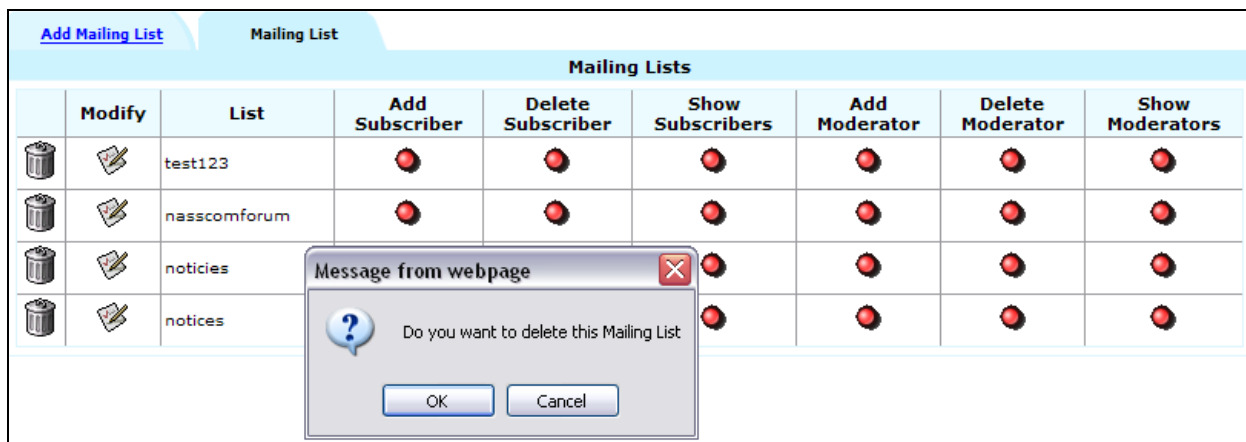 Add Mailing List Mailing List
Mailing Lists
Modify List Add Subscriber Delete Subscriber Show Subscribers Add Moderator Delete Moderator Show Moderators
test123
nasscomforum
noticies
notices
Message from webpage
Do you want to delete this Mailing List
OK Cancel